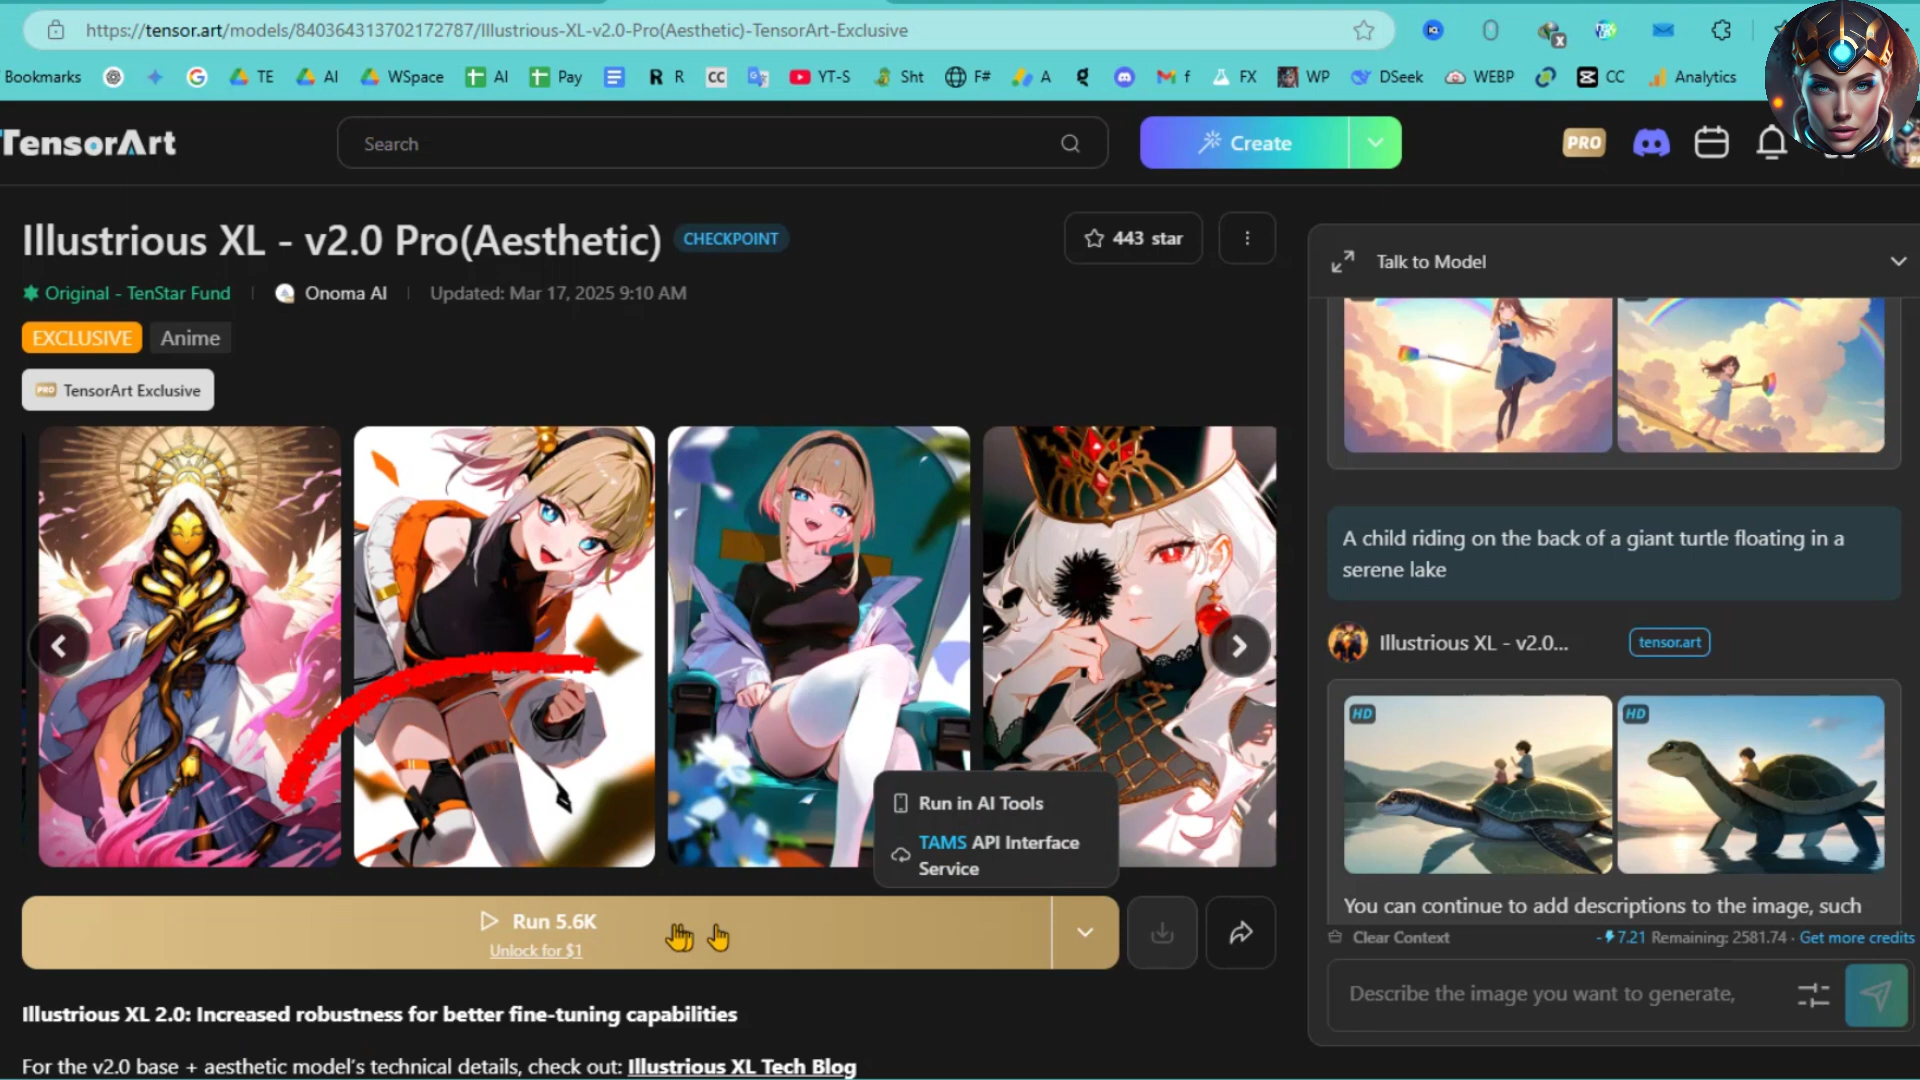 https://tensor.art/models/840364313702172787/Illustrious-XL-v2.0-Pro(Aesthetic)-TensorArt-Exclusive
Bookmarks
TE
AI
WSpace
AI
Pay
R R
CC
YT-S
Sht
F#
A
f
FX
WP
DSeek
WEBP
CC
Analytics
TensorArt
Search
Create
PRO
Illustrious XL - v2.0 Pro(Aesthetic)
CHECKPOINT
443 star
Original - TenStar Fund
Onoma AI
Updated: Mar 17, 2025 9:10 AM
EXCLUSIVE
Anime
PRO TensorArt Exclusive
Run in AI Tools
TAMS API Interface
Service
Run 5.6K
Unlock for $1
Illustrious XL 2.0: Increased robustness for better fine-tuning capabilities
For the v2.0 base + aesthetic model's technical details, check out: Illustrious XL Tech Blog
Talk to Model
A child riding on the back of a giant turtle floating in a
serene lake
Illustrious XL - v2.0...
tensor.art
HD
HD
You can continue to add descriptions to the image, such
Clear Context
-7.21 Remaining: 2581.74 · Get more credits
Describe the image you want to generate,